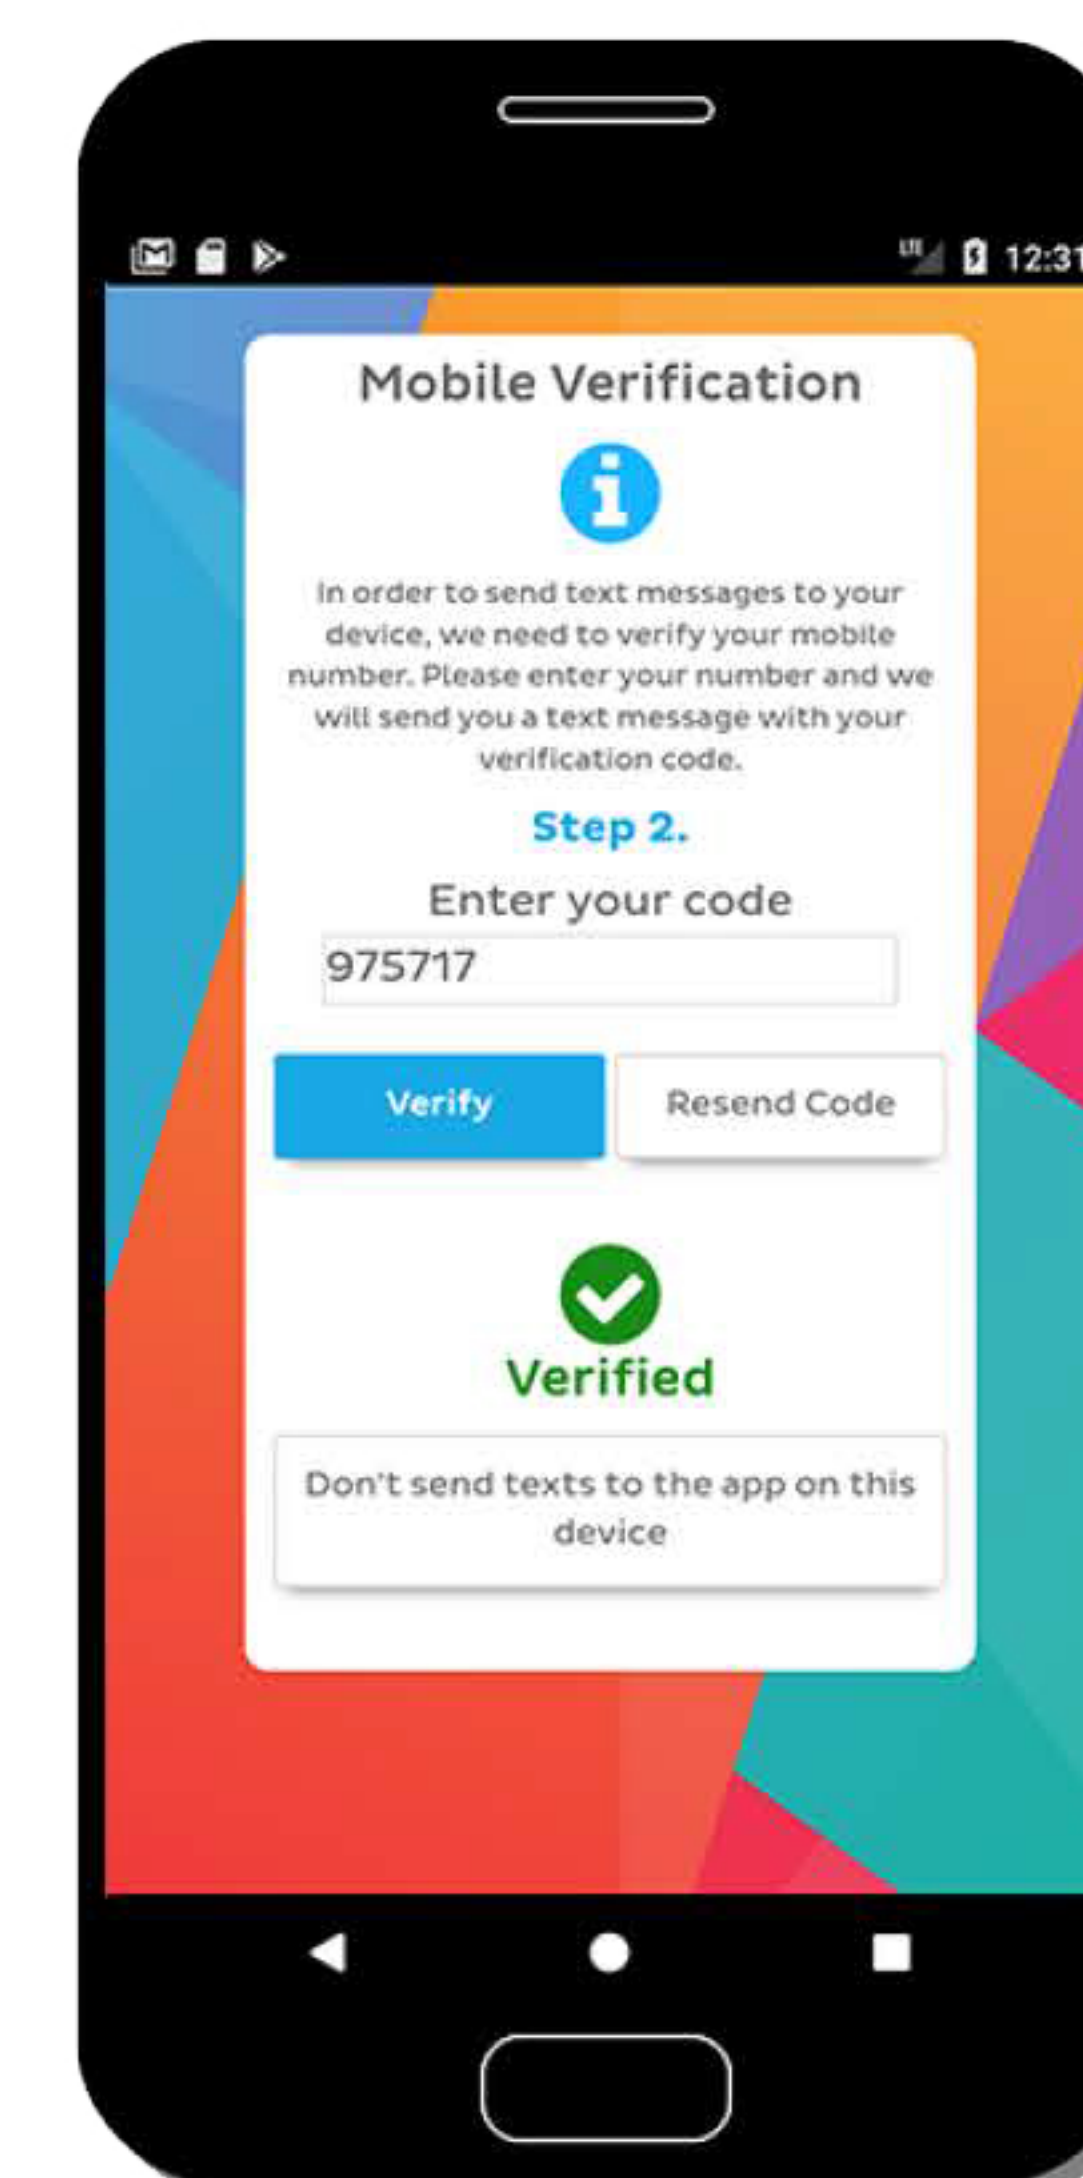 LTE 12:31
Mobile Verification
In order to send text messages to your
device, we need to verify your mobile
number. Please enter your number and we
will send you a text message with your
verification code.
Step 2.
Enter your code
975717
Verify Resend Code
Verified
Don't send texts to the app on this
device